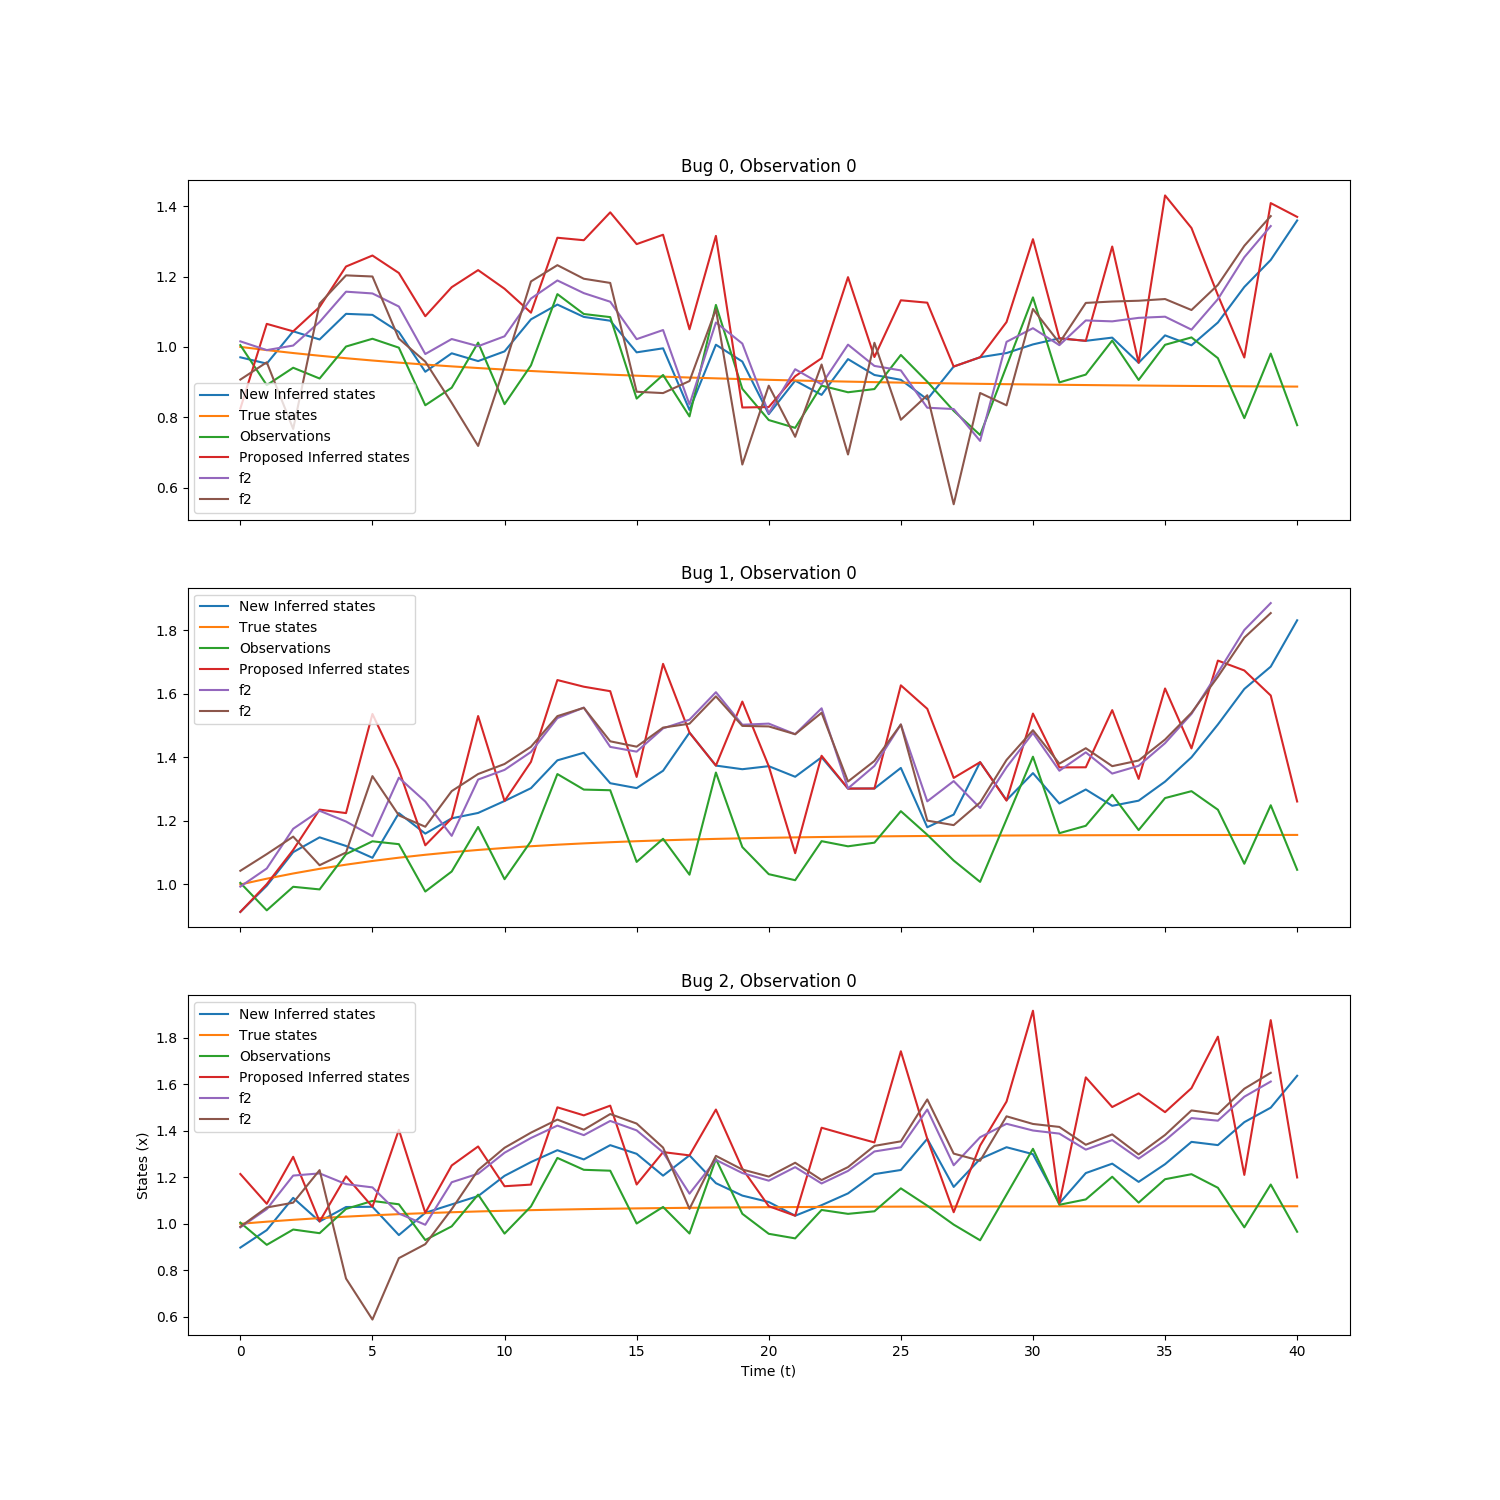 Bug 0, Observation 0
1.4
1.2
1.0
0.8
0.6
New Inferred states
True states
Observations
Proposed Inferred states
f2
f2
Bug 1, Observation 0
1.8
1.6
1.4
1.2
1.0
New Inferred states
True states
Observations
Proposed Inferred states
f2
f2
Bug 2, Observation 0
States (x)
1.8
1.6
1.4
1.2
1.0
0.8
0.6
New Inferred states
True states
Observations
Proposed Inferred states
f2
f2
0 5 10 15 20 25 30 35 40
Time (t)